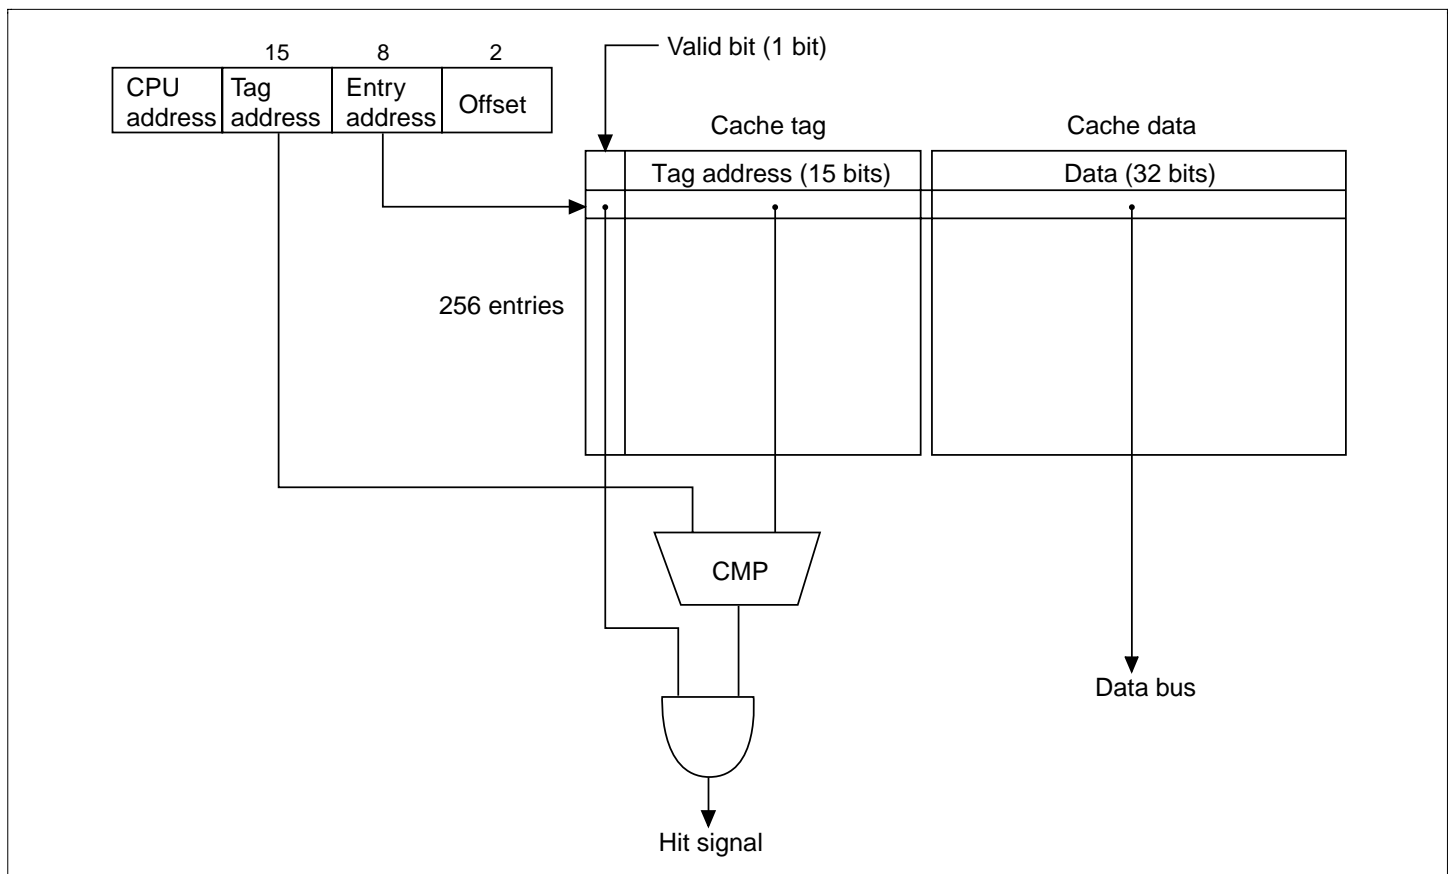 15 8 2
Valid bit (1 bit)
CPU address
Tag address
Entry address
Offset
Cache tag
Cache data
Tag address (15 bits)
Data (32 bits)
256 entries
CMP
Data bus
Hit signal